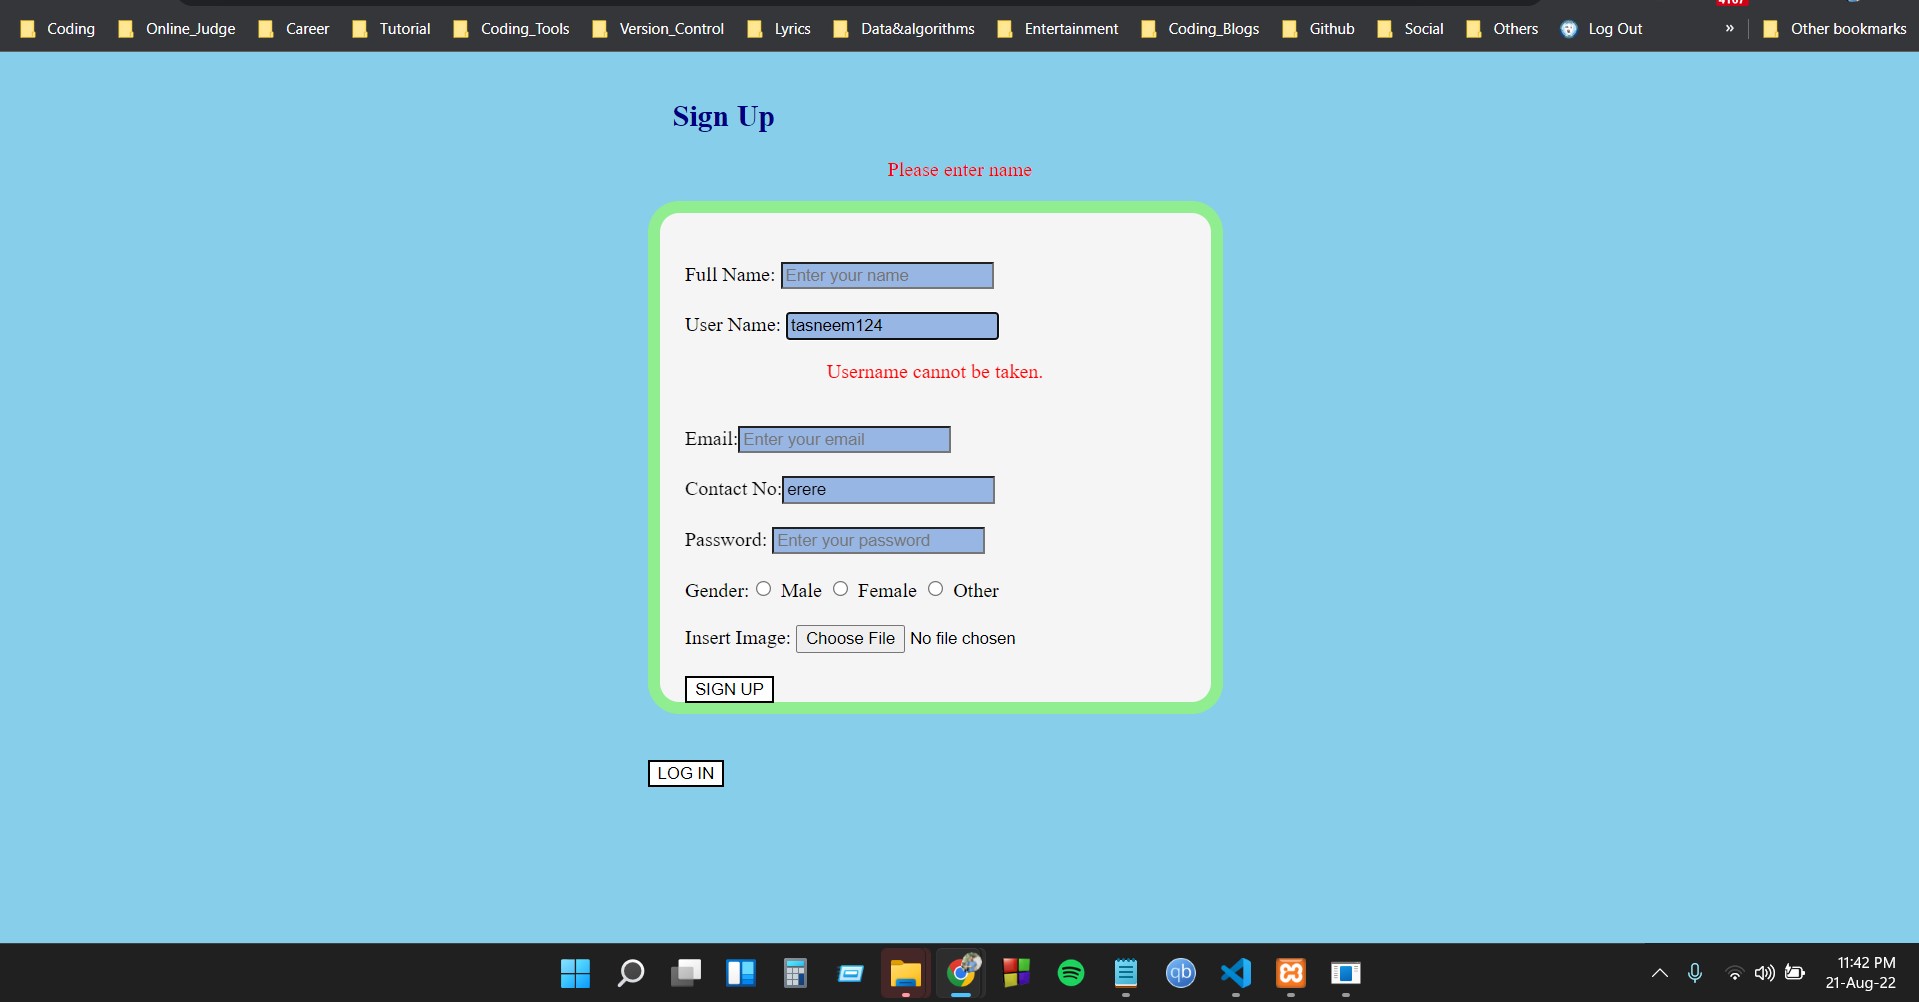 Coding Online_Judge Career Tutorial Coding_Tools Version_Control Lyrics Data&algorithms Entertainment Coding_Blogs Github Social Others Log Out » Other bookmarks
Sign Up
Please enter name
Full Name: Enter your name
User Name: tasneem124
Username cannot be taken.
Email: Enter your email
Contact No: erere
Password: Enter your password
Gender: Male Female Other
Insert Image: Choose File No file chosen
SIGN UP
LOG IN
qb
11:42 PM
21-Aug-22